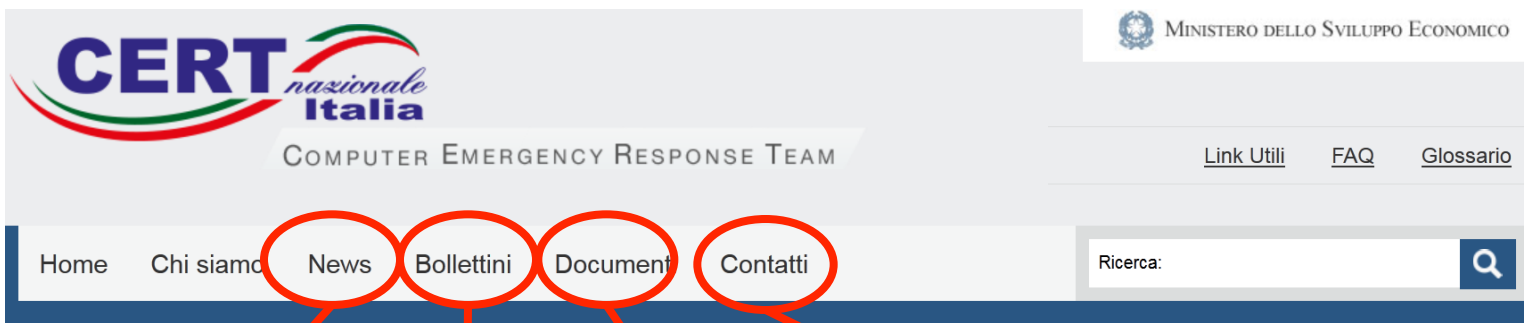 CERT
nazionale
Italia
COMPUTER EMERGENCY RESPONSE TEAM
MINISTERO DELLO SVILUPPO ECONOMICO
Link Utili FAQ Glossario
Home Chi siamo News Bollettini Document Contatti
Ricerca: